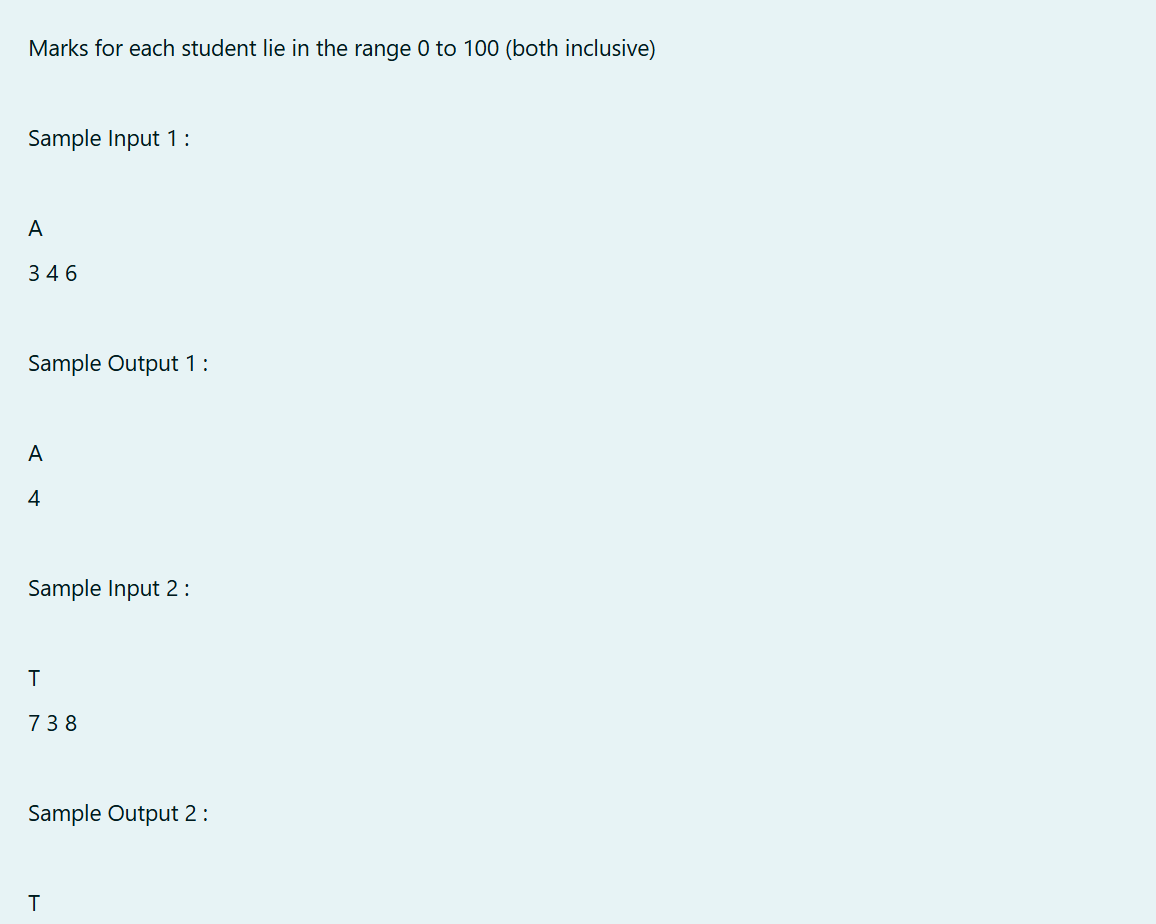 Marks for each student lie in the range 0 to 100 (both inclusive)
Sample Input 1 :
A
3 4 6
Sample Output 1 :
A
4
Sample Input 2 :
T
7 3 8
Sample Output 2 :
T